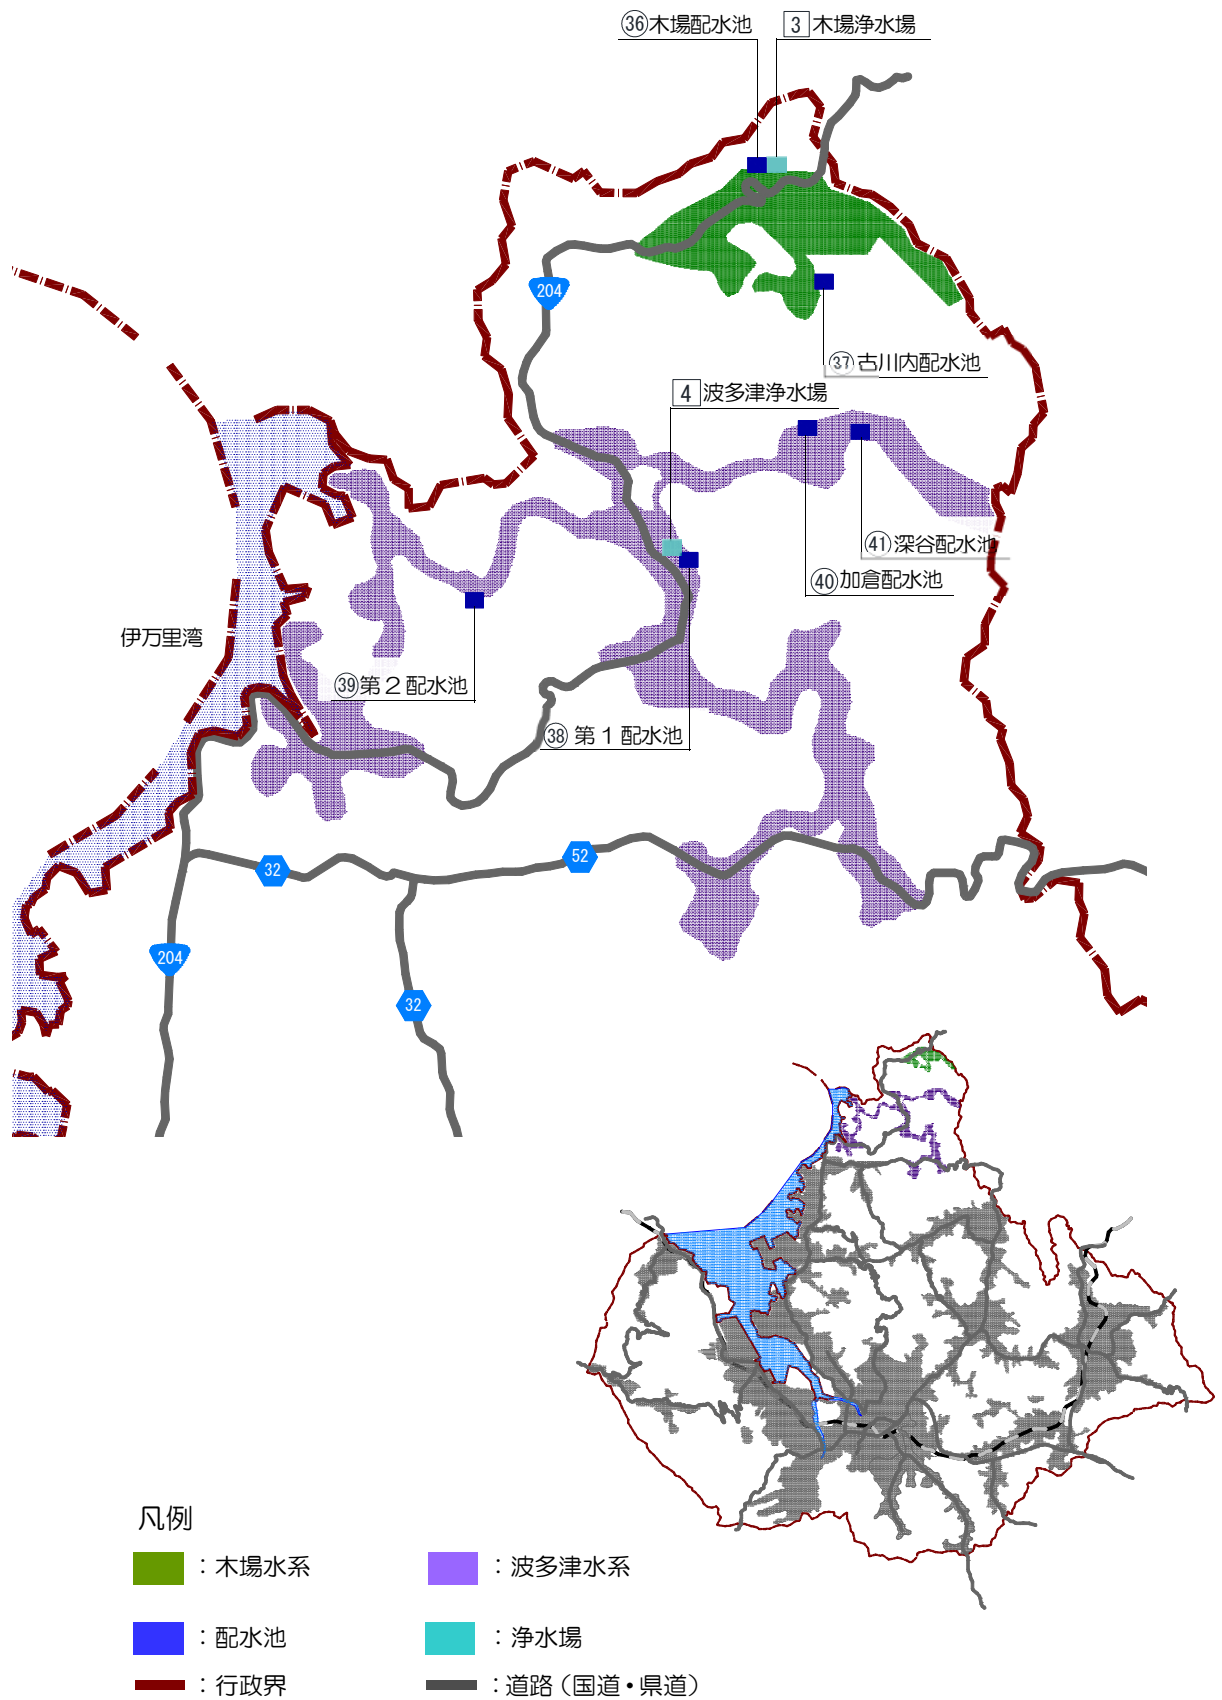 ㊱木場配水池
3 木場浄水場
204
㊲古川内配水池
4 波多津浄水場
㊶深谷配水池
㊵加倉配水池
伊万里湾
㊴第2配水池
㊳第1配水池
32
52
204
32
凡例
：木場水系
：波多津水系
：配水池
：浄水場
：行政界
：道路（国道・県道）